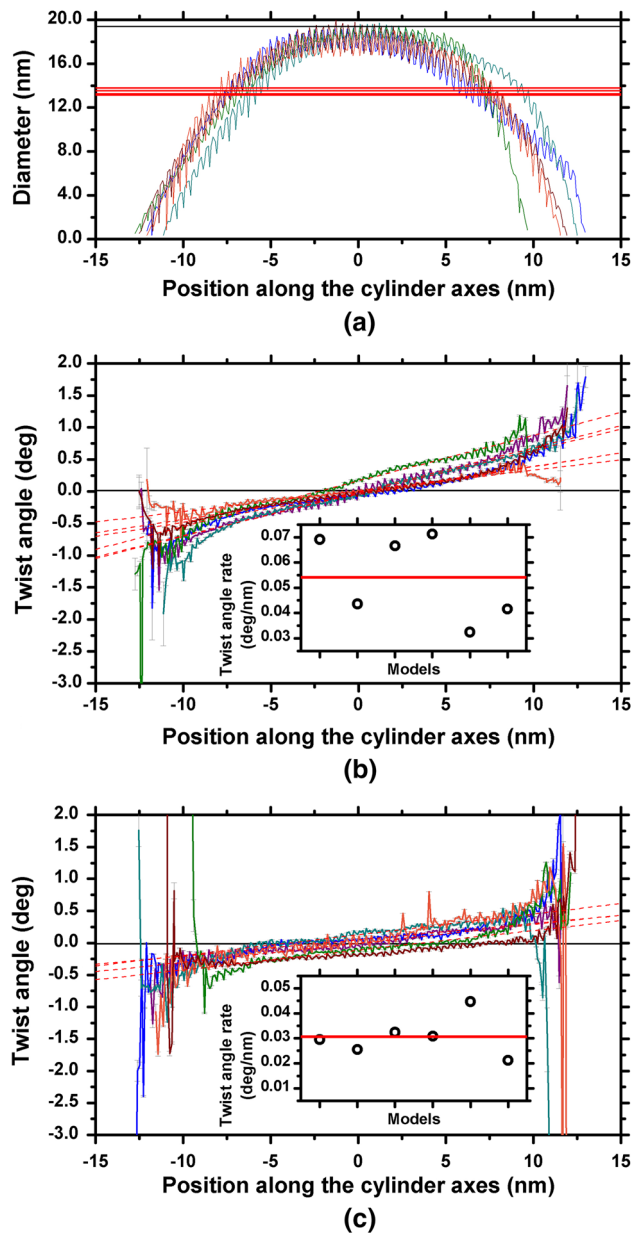 20.0
16.0
12.0
8.0
4.0
0.0
Diameter (nm)
-15 -10 -5 0 5 10 15
Position along the cylinder axes (nm)
(a)
2.0
1.5
1.0
0.5
0.0
-0.5
-1.0
-1.5
-2.0
-2.5
-3.0
Twist angle (deg)
0.07
0.06
0.05
0.04
0.03
Twist angle rate
(deg/nm)
Models
-15 -10 -5 0 5 10 15
Position along the cylinder axes (nm)
(b)
2.0
1.5
1.0
0.5
0.0
-0.5
-1.0
-1.5
-2.0
-2.5
-3.0
Twist angle (deg)
0.05
0.04
0.03
0.02
0.01
Twist angle rate
(deg/nm)
Models
-15 -10 -5 0 5 10 15
Position along the cylinder axes (nm)
(c)